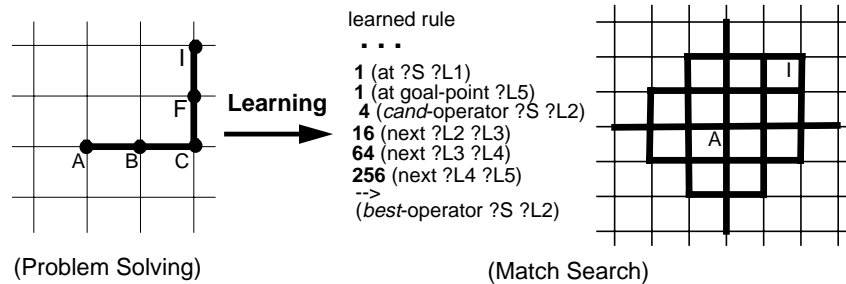 I
F
A
B
C
(Problem Solving)
Learning
learned rule
. . .
1 (at ?S ?L1)
1 (at goal-point ?L5)
4 (cand-operator ?S ?L2)
16 (next ?L2 ?L3)
64 (next ?L3 ?L4)
256 (next ?L4 ?L5)
-->
(best-operator ?S ?L2)
I
A
(Match Search)